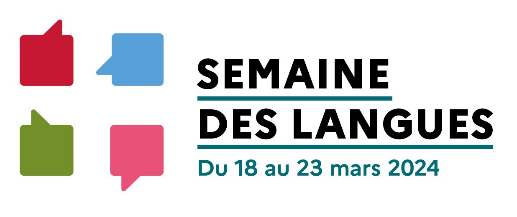 SEMAINE
DES LANGUES
Du 18 au 23 mars 2024